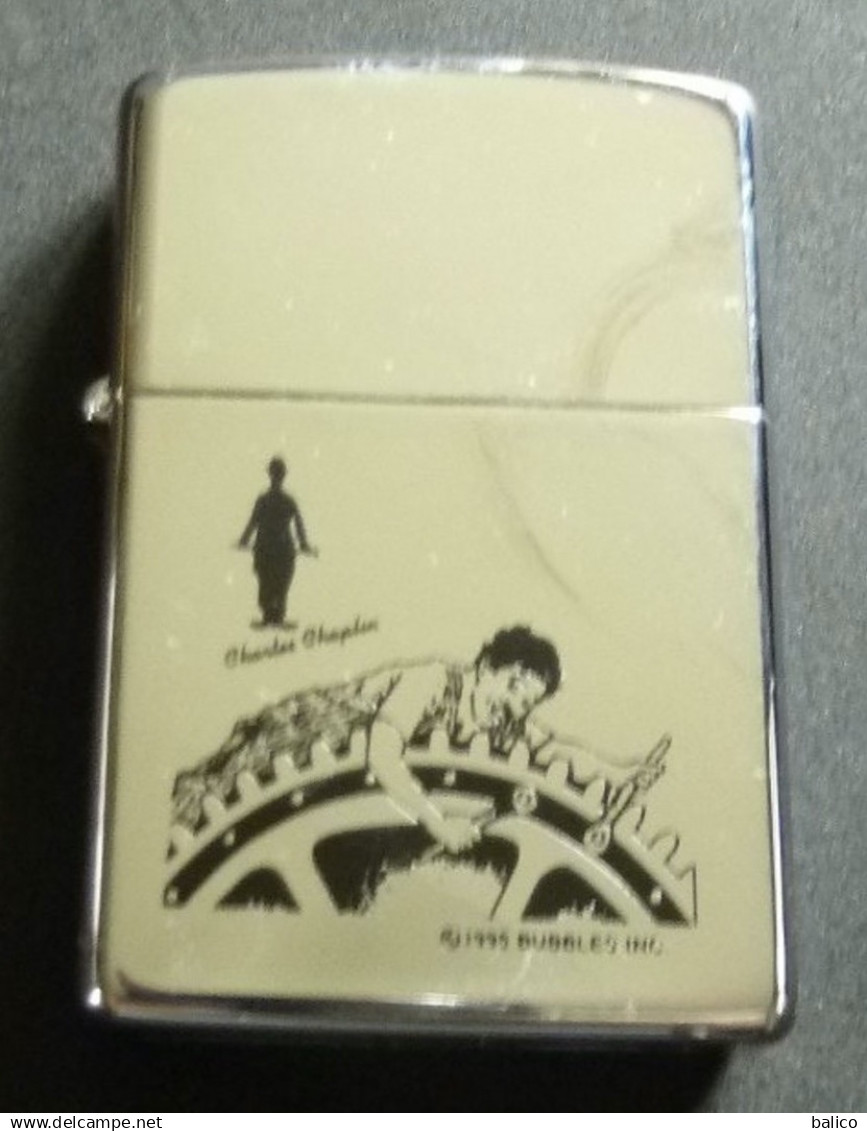 Charles Chaplin
©1995 BUBBLES INC
www.delcampe.net
balico